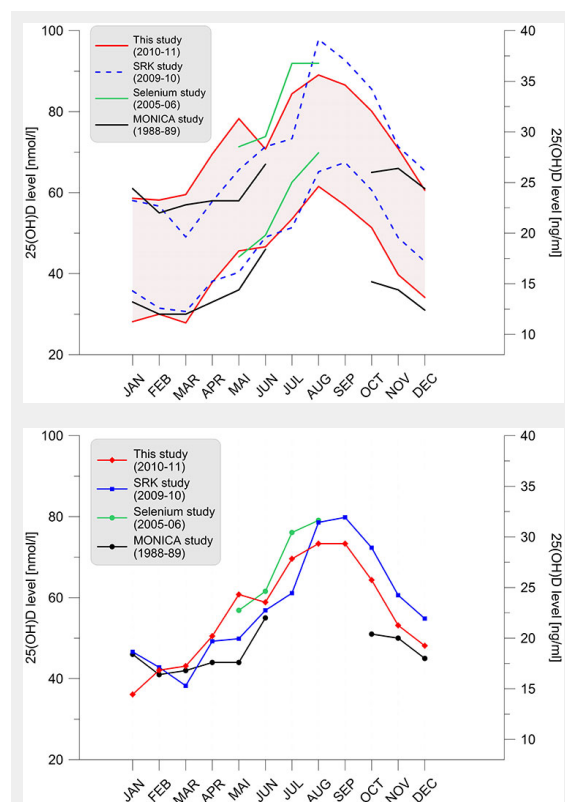 100
80
60
40
20
25(OH)D level [nmol/l]
This study
(2010-11)
SRK study
(2009-10)
Selenium study
(2005-06)
MONICA study
(1988-89)
40
35
30
25
20
15
10
25(OH)D level [ng/ml]
JAN FEB MAR APR MAI JUN JUL AUG SEP OCT NOV DEC
100
80
60
40
20
25(OH)D level [nmol/l]
This study
(2010-11)
SRK study
(2009-10)
Selenium study
(2005-06)
MONICA study
(1988-89)
40
35
30
25
20
15
10
25(OH)D level [ng/ml]
JAN FEB MAR APR MAI JUN JUL AUG SEP OCT NOV DEC